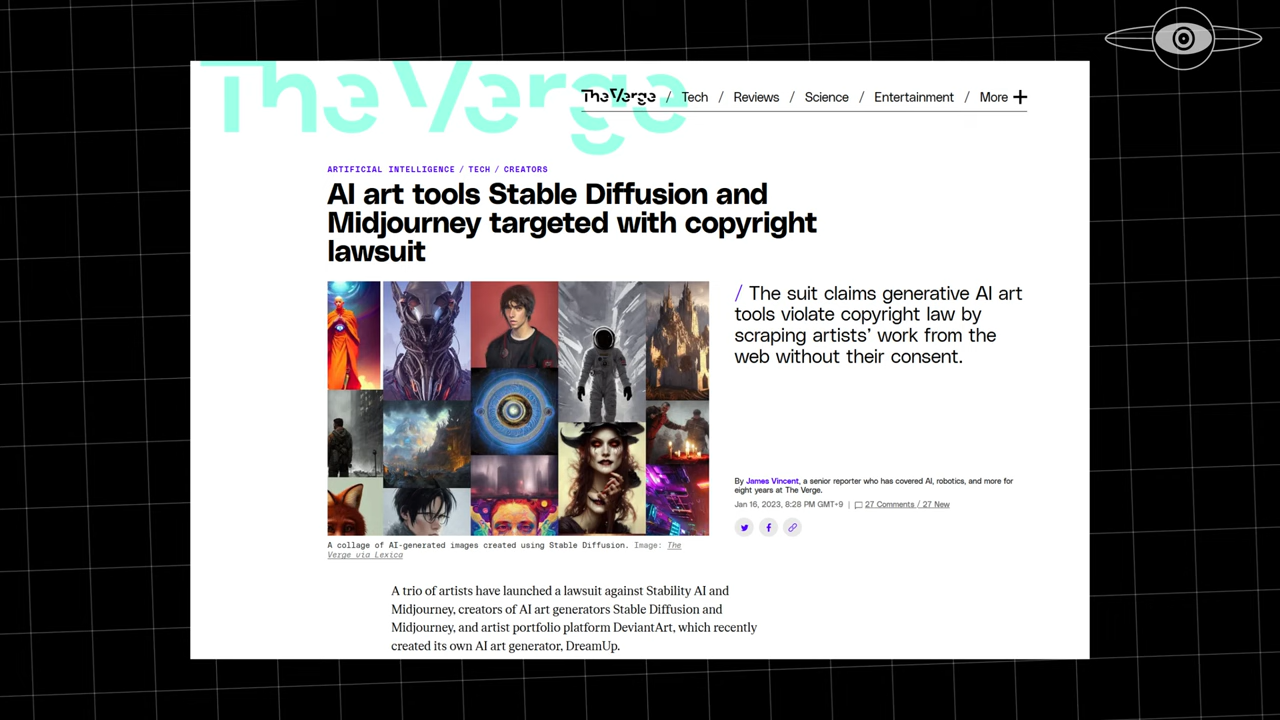 The Verge
The Verge / Tech / Reviews / Science / Entertainment / More +
ARTIFICIAL INTELLIGENCE / TECH / CREATORS
AI art tools Stable Diffusion and
Midjourney targeted with copyright
lawsuit
/ The suit claims generative AI art
tools violate copyright law by
scraping artists’ work from the
web without their consent.
By James Vincent, a senior reporter who has covered AI, robotics, and more for
eight years at The Verge.
Jan 16, 2023, 8:28 PM GMT+9 | 27 Comments / 27 New
A collage of AI-generated images created using Stable Diffusion. Image: The
Verge via Lexica
A trio of artists have launched a lawsuit against Stability AI and
Midjourney, creators of AI art generators Stable Diffusion and
Midjourney, and artist portfolio platform DeviantArt, which recently
created its own AI art generator, DreamUp.